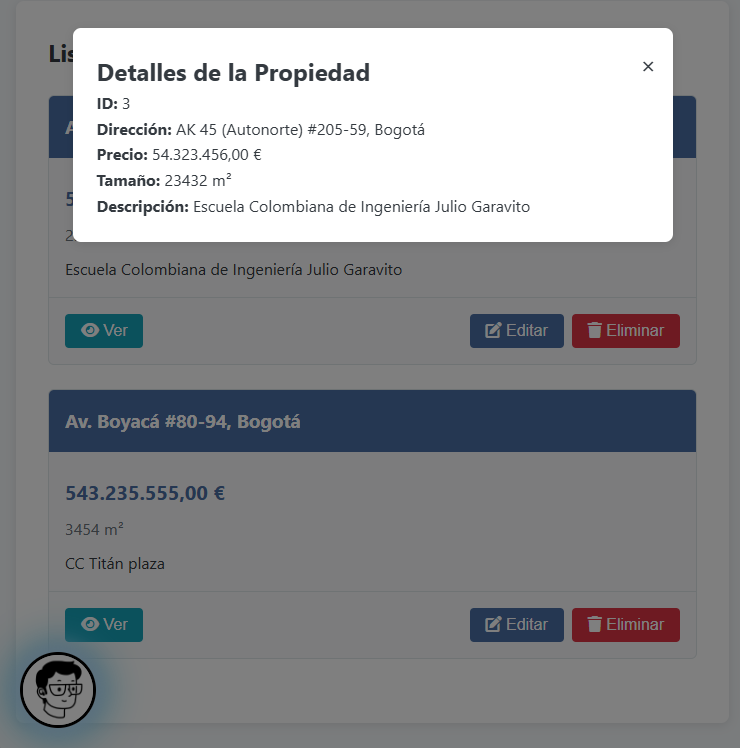 Lis
Detalles de la Propiedad
×
ID: 3
Dirección: AK 45 (Autonorte) #205-59, Bogotá
Precio: 54.323.456,00 €
Tamaño: 23432 m²
Descripción: Escuela Colombiana de Ingeniería Julio Garavito
A
5
2
Escuela Colombiana de Ingeniería Julio Garavito
Ver Editar Eliminar
Av. Boyacá #80-94, Bogotá
543.235.555,00 €
3454 m²
CC Titán plaza
Ver Editar Eliminar